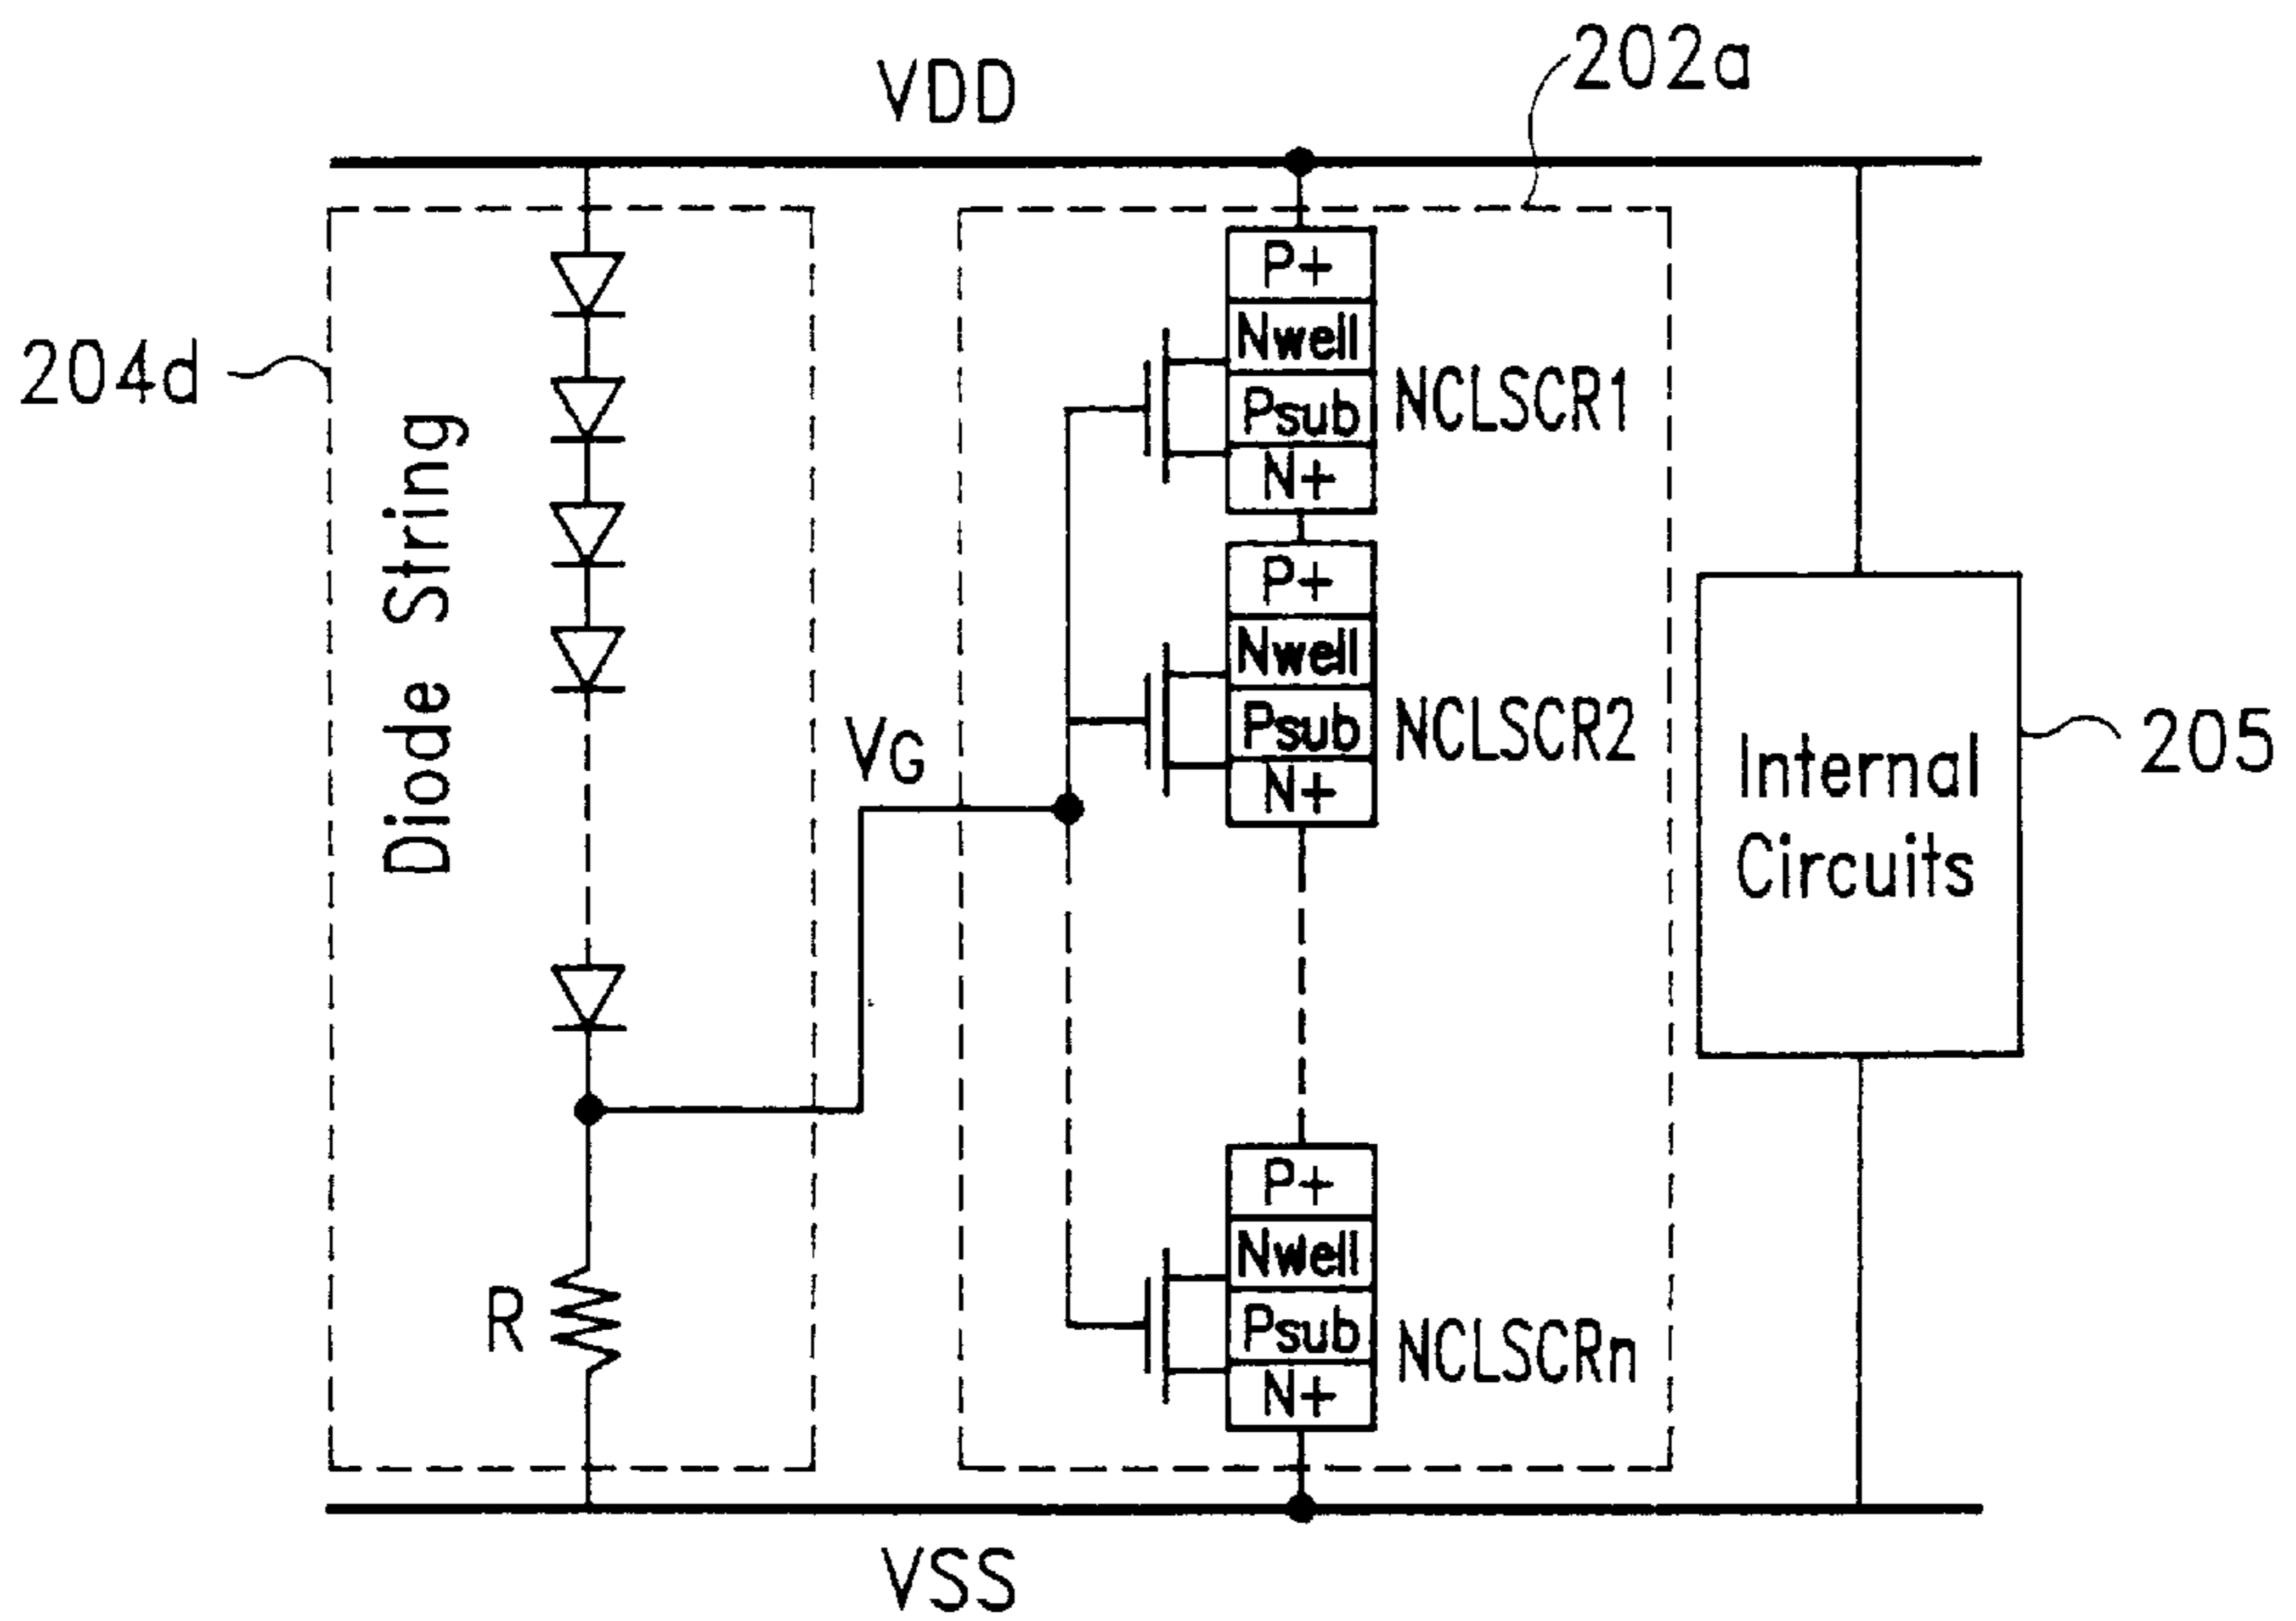 202a
VDD
P+
Nwell
Psub
N+
NCLSCR1
204d
Diode String
P+
Nwell
Psub
N+
NCLSCR2
VG
205
Internal
Circuits
P+
Nwell
Psub
N+
NCLSCRn
R
VSS